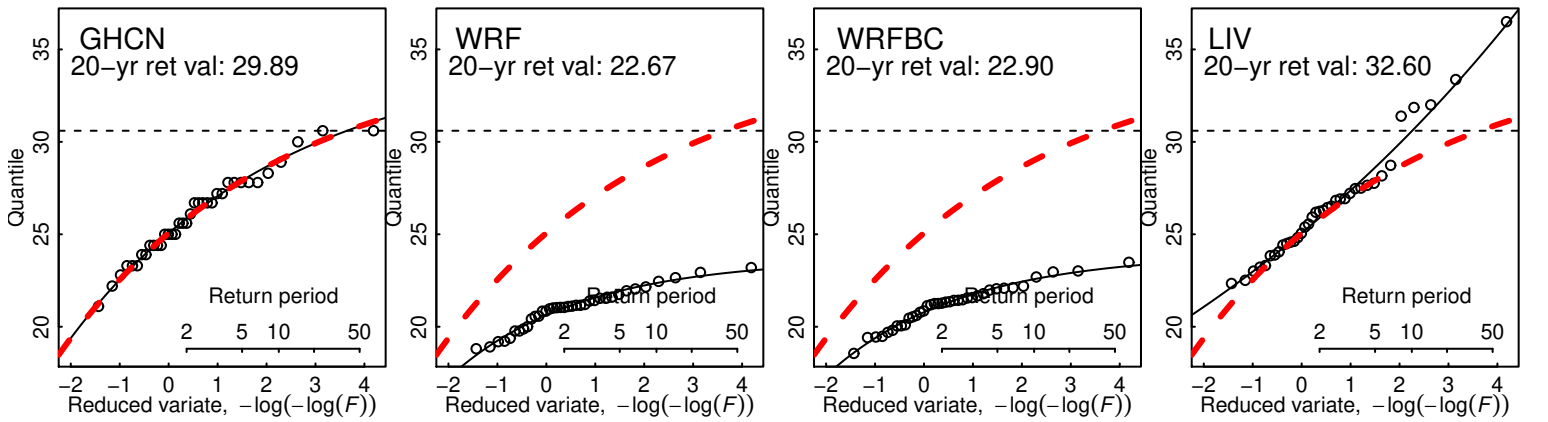 GHCN
20−yr ret val: 29.89
Quantile
35
30
25
20
Return period
2 5 10 50
−2 −1 0 1 2 3 4
Reduced variate, −log(−log(F))
WRF
20−yr ret val: 22.67
Quantile
35
30
25
20
Return period
2 5 10 50
−2 −1 0 1 2 3 4
Reduced variate, −log(−log(F))
WRFBC
20−yr ret val: 22.90
Quantile
35
30
25
20
Return period
2 5 10 50
−2 −1 0 1 2 3 4
Reduced variate, −log(−log(F))
LIV
20−yr ret val: 32.60
Quantile
35
30
25
20
Return period
2 5 10 50
−2 −1 0 1 2 3 4
Reduced variate, −log(−log(F))